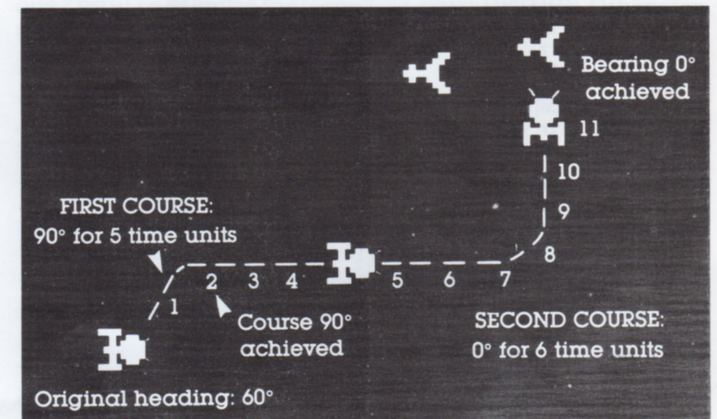 Bearing 0°
achieved
11
10
9
8
FIRST COURSE:
90° for 5 time units
1
2
3
4
5
6
7
Course 90°
achieved
SECOND COURSE:
0° for 6 time units
Original heading: 60°